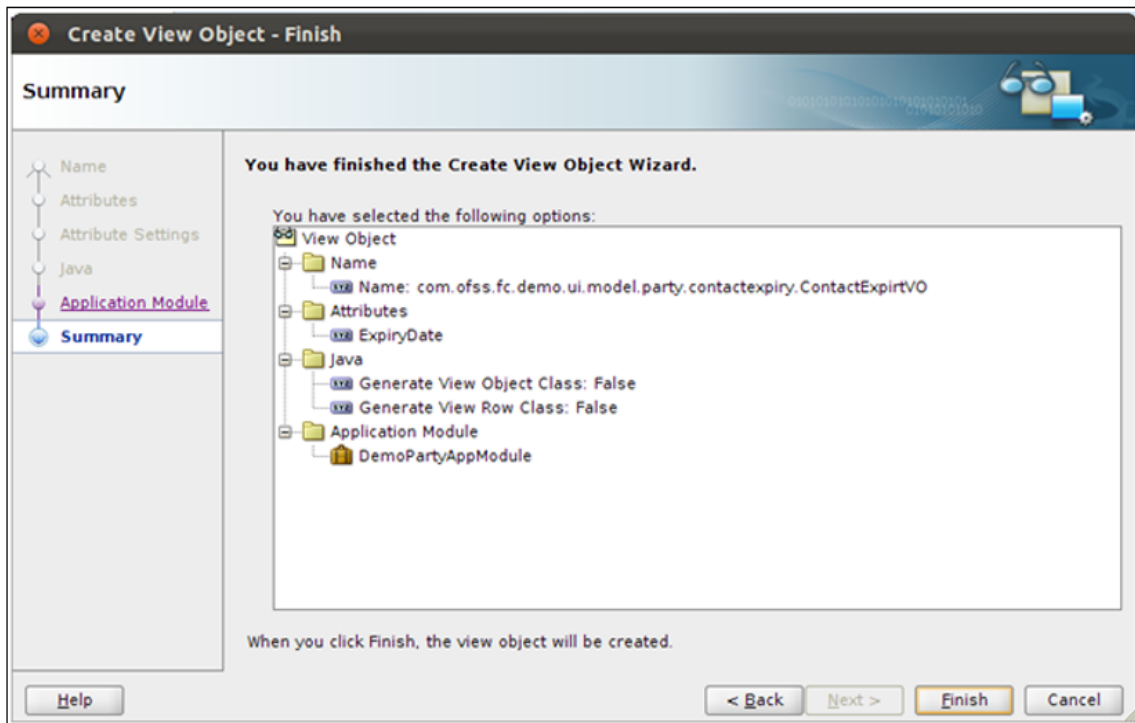 Create View Object - Finish
Summary
Name
Attributes
Attribute Settings
Java
Application Module
Summary
You have finished the Create View Object Wizard.
You have selected the following options:
View Object
Name
Name: com.ofss.fc.demo.ui.model.party.contactexpiry.ContactExpirtVO
Attributes
ExpiryDate
Java
Generate View Object Class: False
Generate View Row Class: False
Application Module
DemoPartyAppModule
When you click Finish, the view object will be created.
Help
< Back
Next >
Finish
Cancel